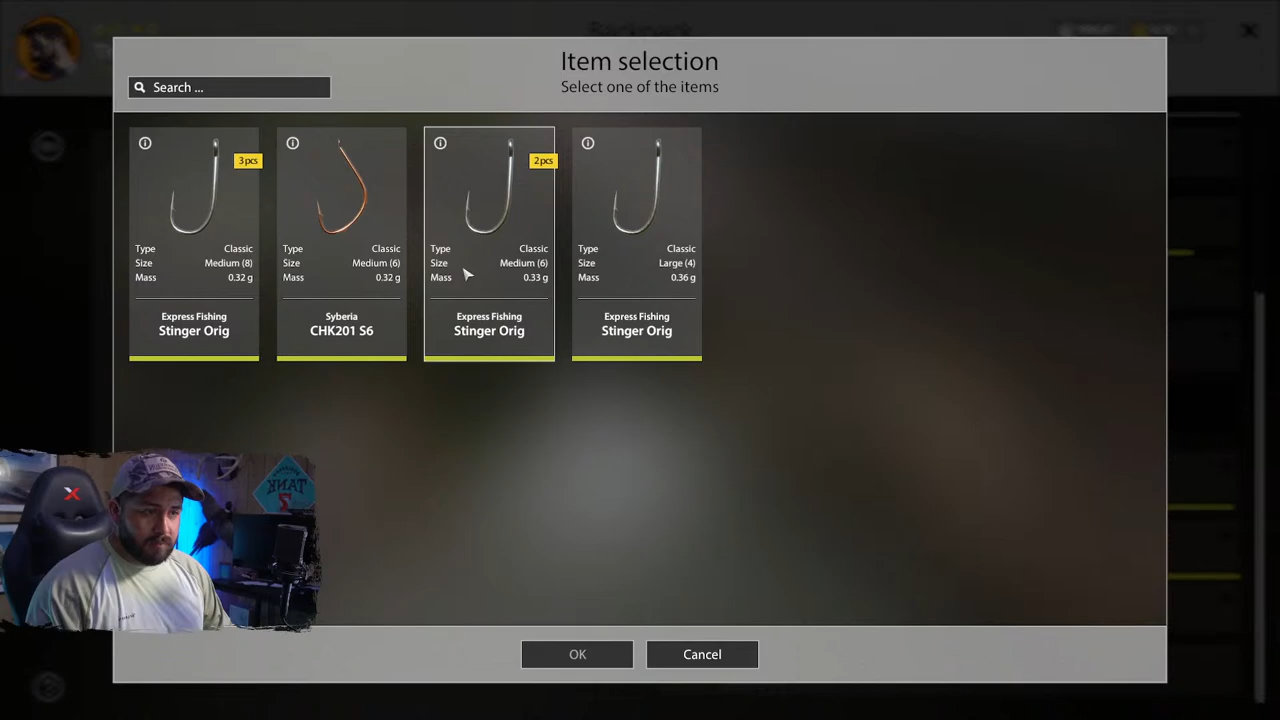 Backpack
Item selection
Select one of the items
Search ...
3pcs
Type Classic
Size Medium (8)
Mass 0.32 g
Express Fishing
Stinger Orig
Type Classic
Size Medium (6)
Mass 0.32 g
Syberia
CHK201 S6
2pcs
Type Classic
Size Medium (6)
Mass 0.33 g
Express Fishing
Stinger Orig
Type Classic
Size Large (4)
Mass 0.36 g
Express Fishing
Stinger Orig
OK
Cancel